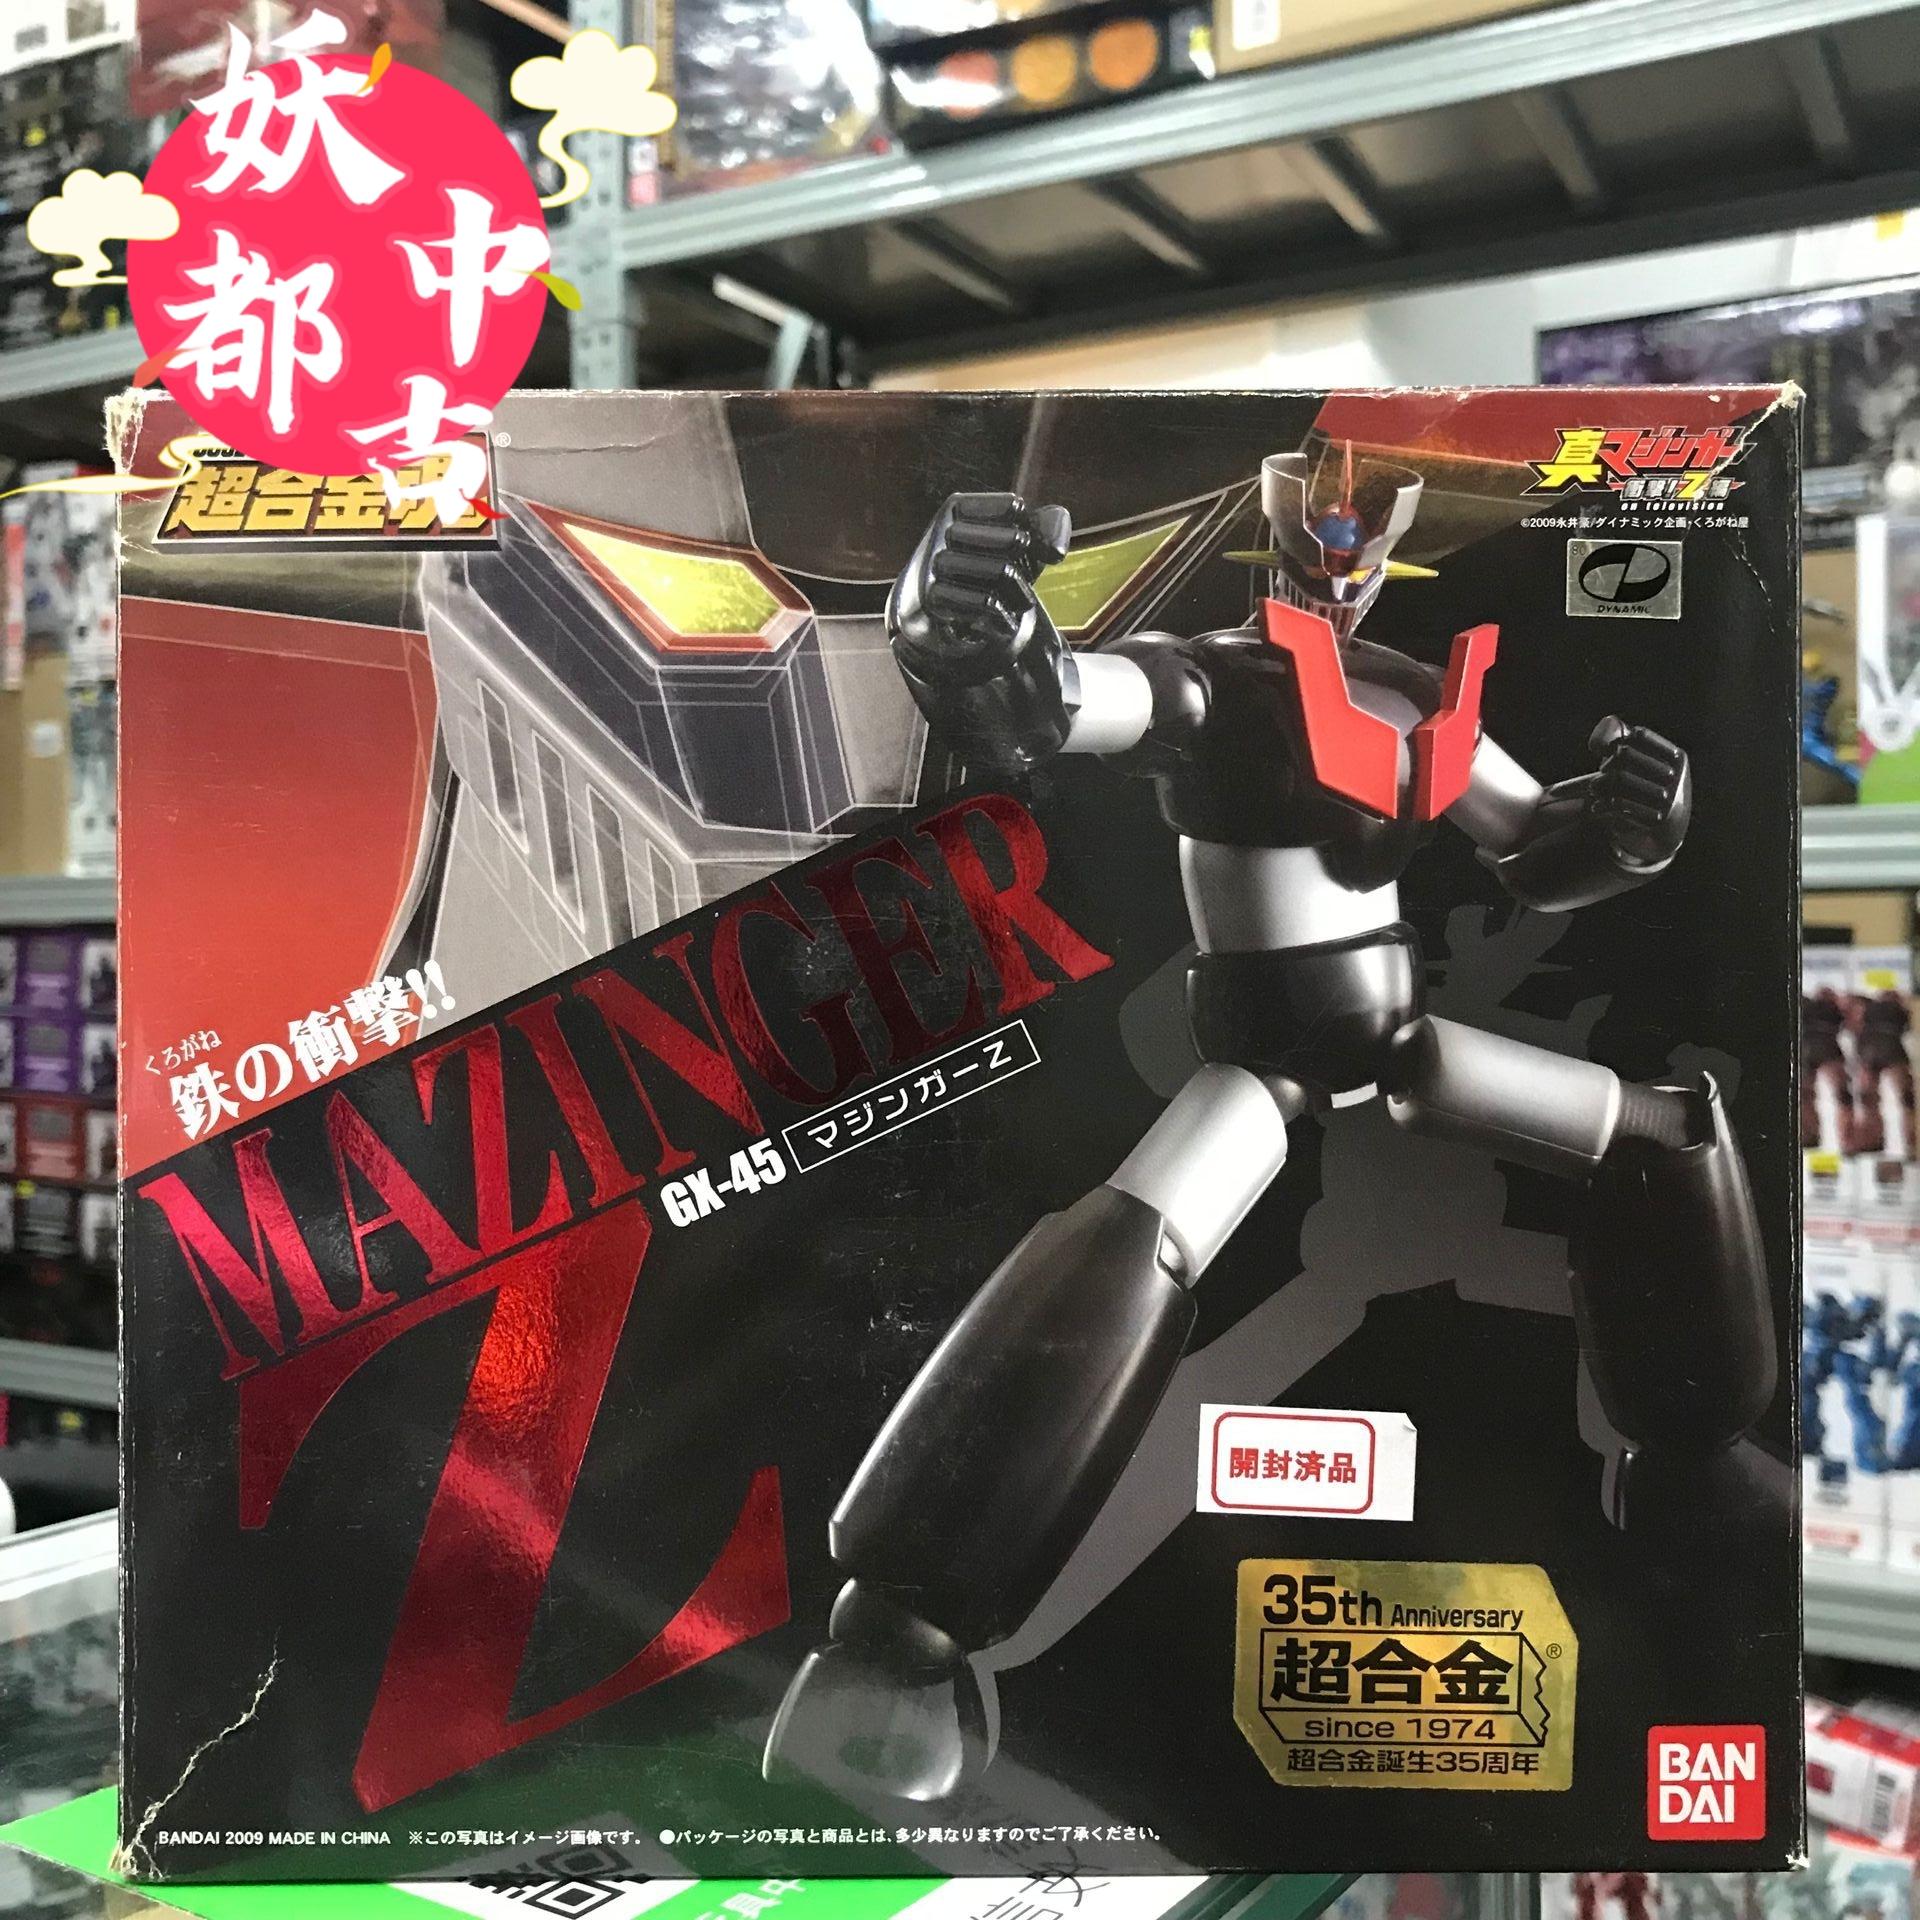 妖都
中古
超合金魂
®
真マジンガー
衝撃!Z編
on television
©2009永井豪/ダイナミック企画・くろがね屋
DYNAMIC
くろがね
鉄の衝撃!!
MAZINGER
Z
GX-45 マジンガーZ
開封済品
35th Anniversary
超合金®
since 1974
超合金誕生35周年
BAN
DAI
BANDAI 2009 MADE IN CHINA ※この写真はイメージ画像です。 ●パッケージの写真と商品とは、多少異なりますのでご了承ください。